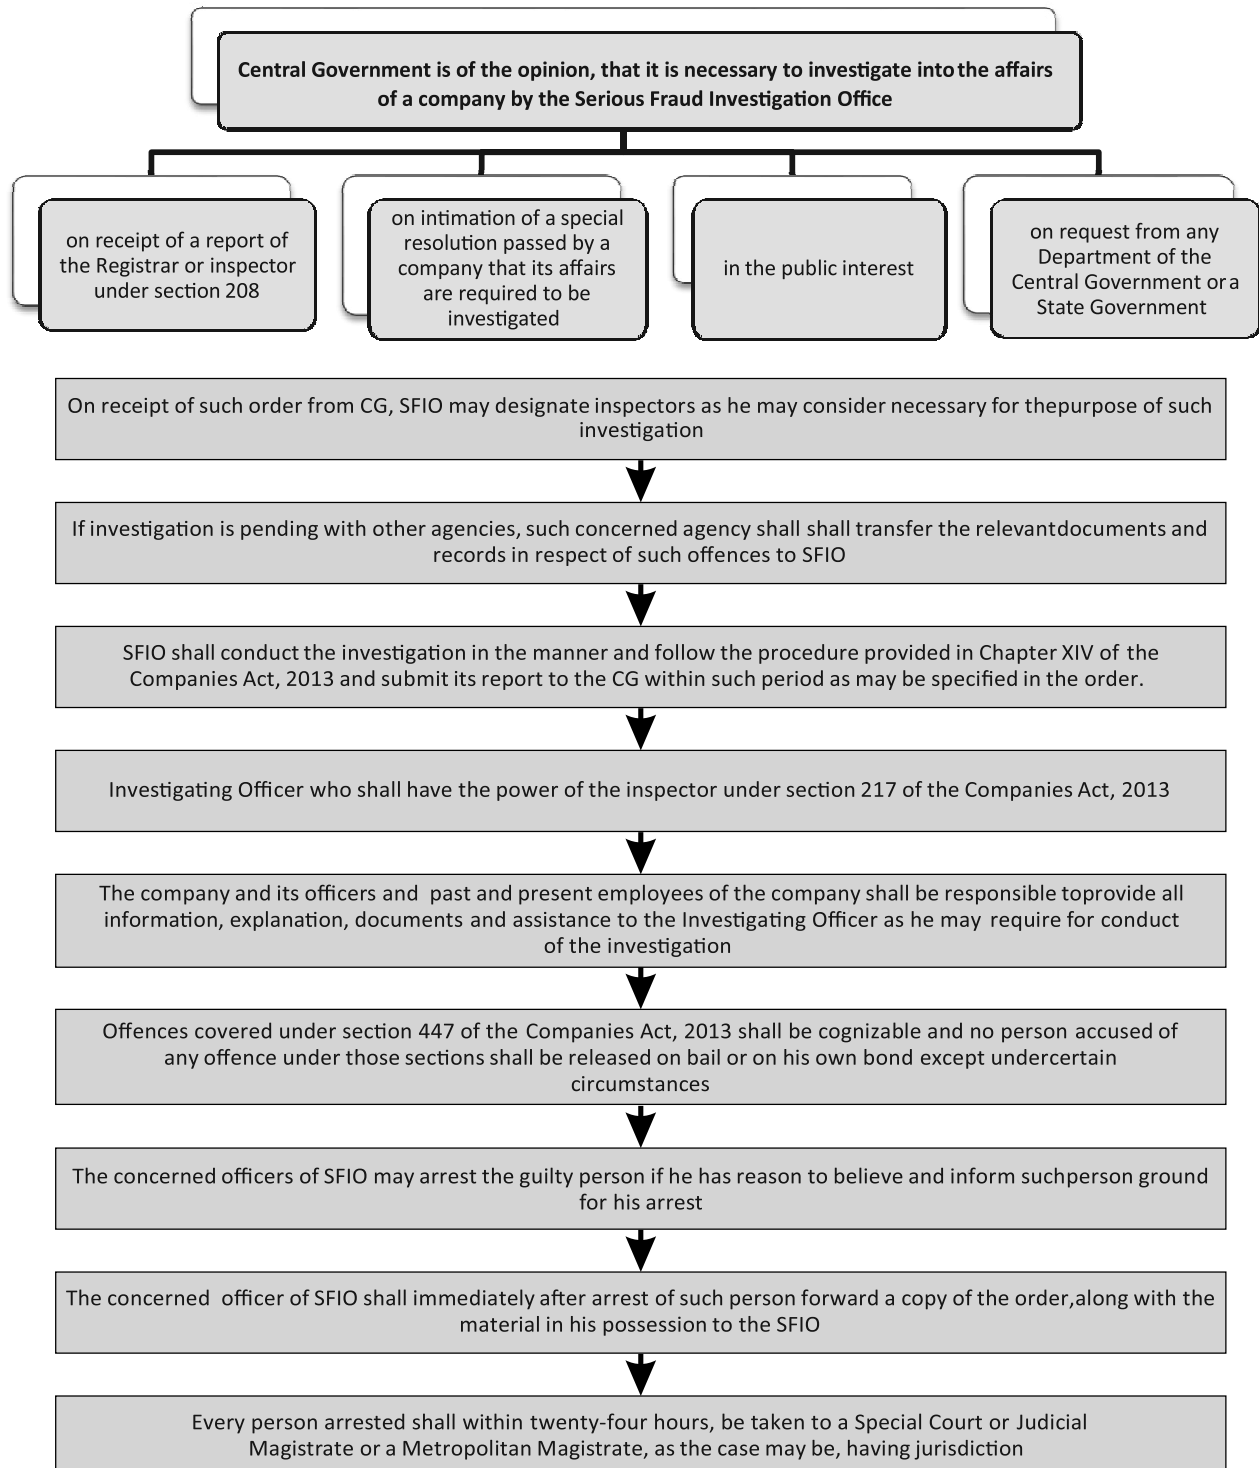 Central Government is of the opinion, that it is necessary to investigate into the affairs
of a company by the Serious Fraud Investigation Office
on receipt of a report of
the Registrar or inspector
under section 208
on intimation of a special
resolution passed by a
company that its affairs
are required to be
investigated
in the public interest
on request from any
Department of the
Central Government or a
State Government
On receipt of such order from CG, SFIO may designate inspectors as he may consider necessary for thepurpose of such
investigation
If investigation is pending with other agencies, such concerned agency shall shall transfer the relevantdocuments and
records in respect of such offences to SFIO
SFIO shall conduct the investigation in the manner and follow the procedure provided in Chapter XIV of the
Companies Act, 2013 and submit its report to the CG within such period as may be specified in the order.
Investigating Officer who shall have the power of the inspector under section 217 of the Companies Act, 2013
The company and its officers and past and present employees of the company shall be responsible toprovide all
information, explanation, documents and assistance to the Investigating Officer as he may require for conduct
of the investigation
Offences covered under section 447 of the Companies Act, 2013 shall be cognizable and no person accused of
any offence under those sections shall be released on bail or on his own bond except undercertain
circumstances
The concerned officers of SFIO may arrest the guilty person if he has reason to believe and inform suchperson ground
for his arrest
The concerned officer of SFIO shall immediately after arrest of such person forward a copy of the order,along with the
material in his possession to the SFIO
Every person arrested shall within twenty-four hours, be taken to a Special Court or Judicial
Magistrate or a Metropolitan Magistrate, as the case may be, having jurisdiction